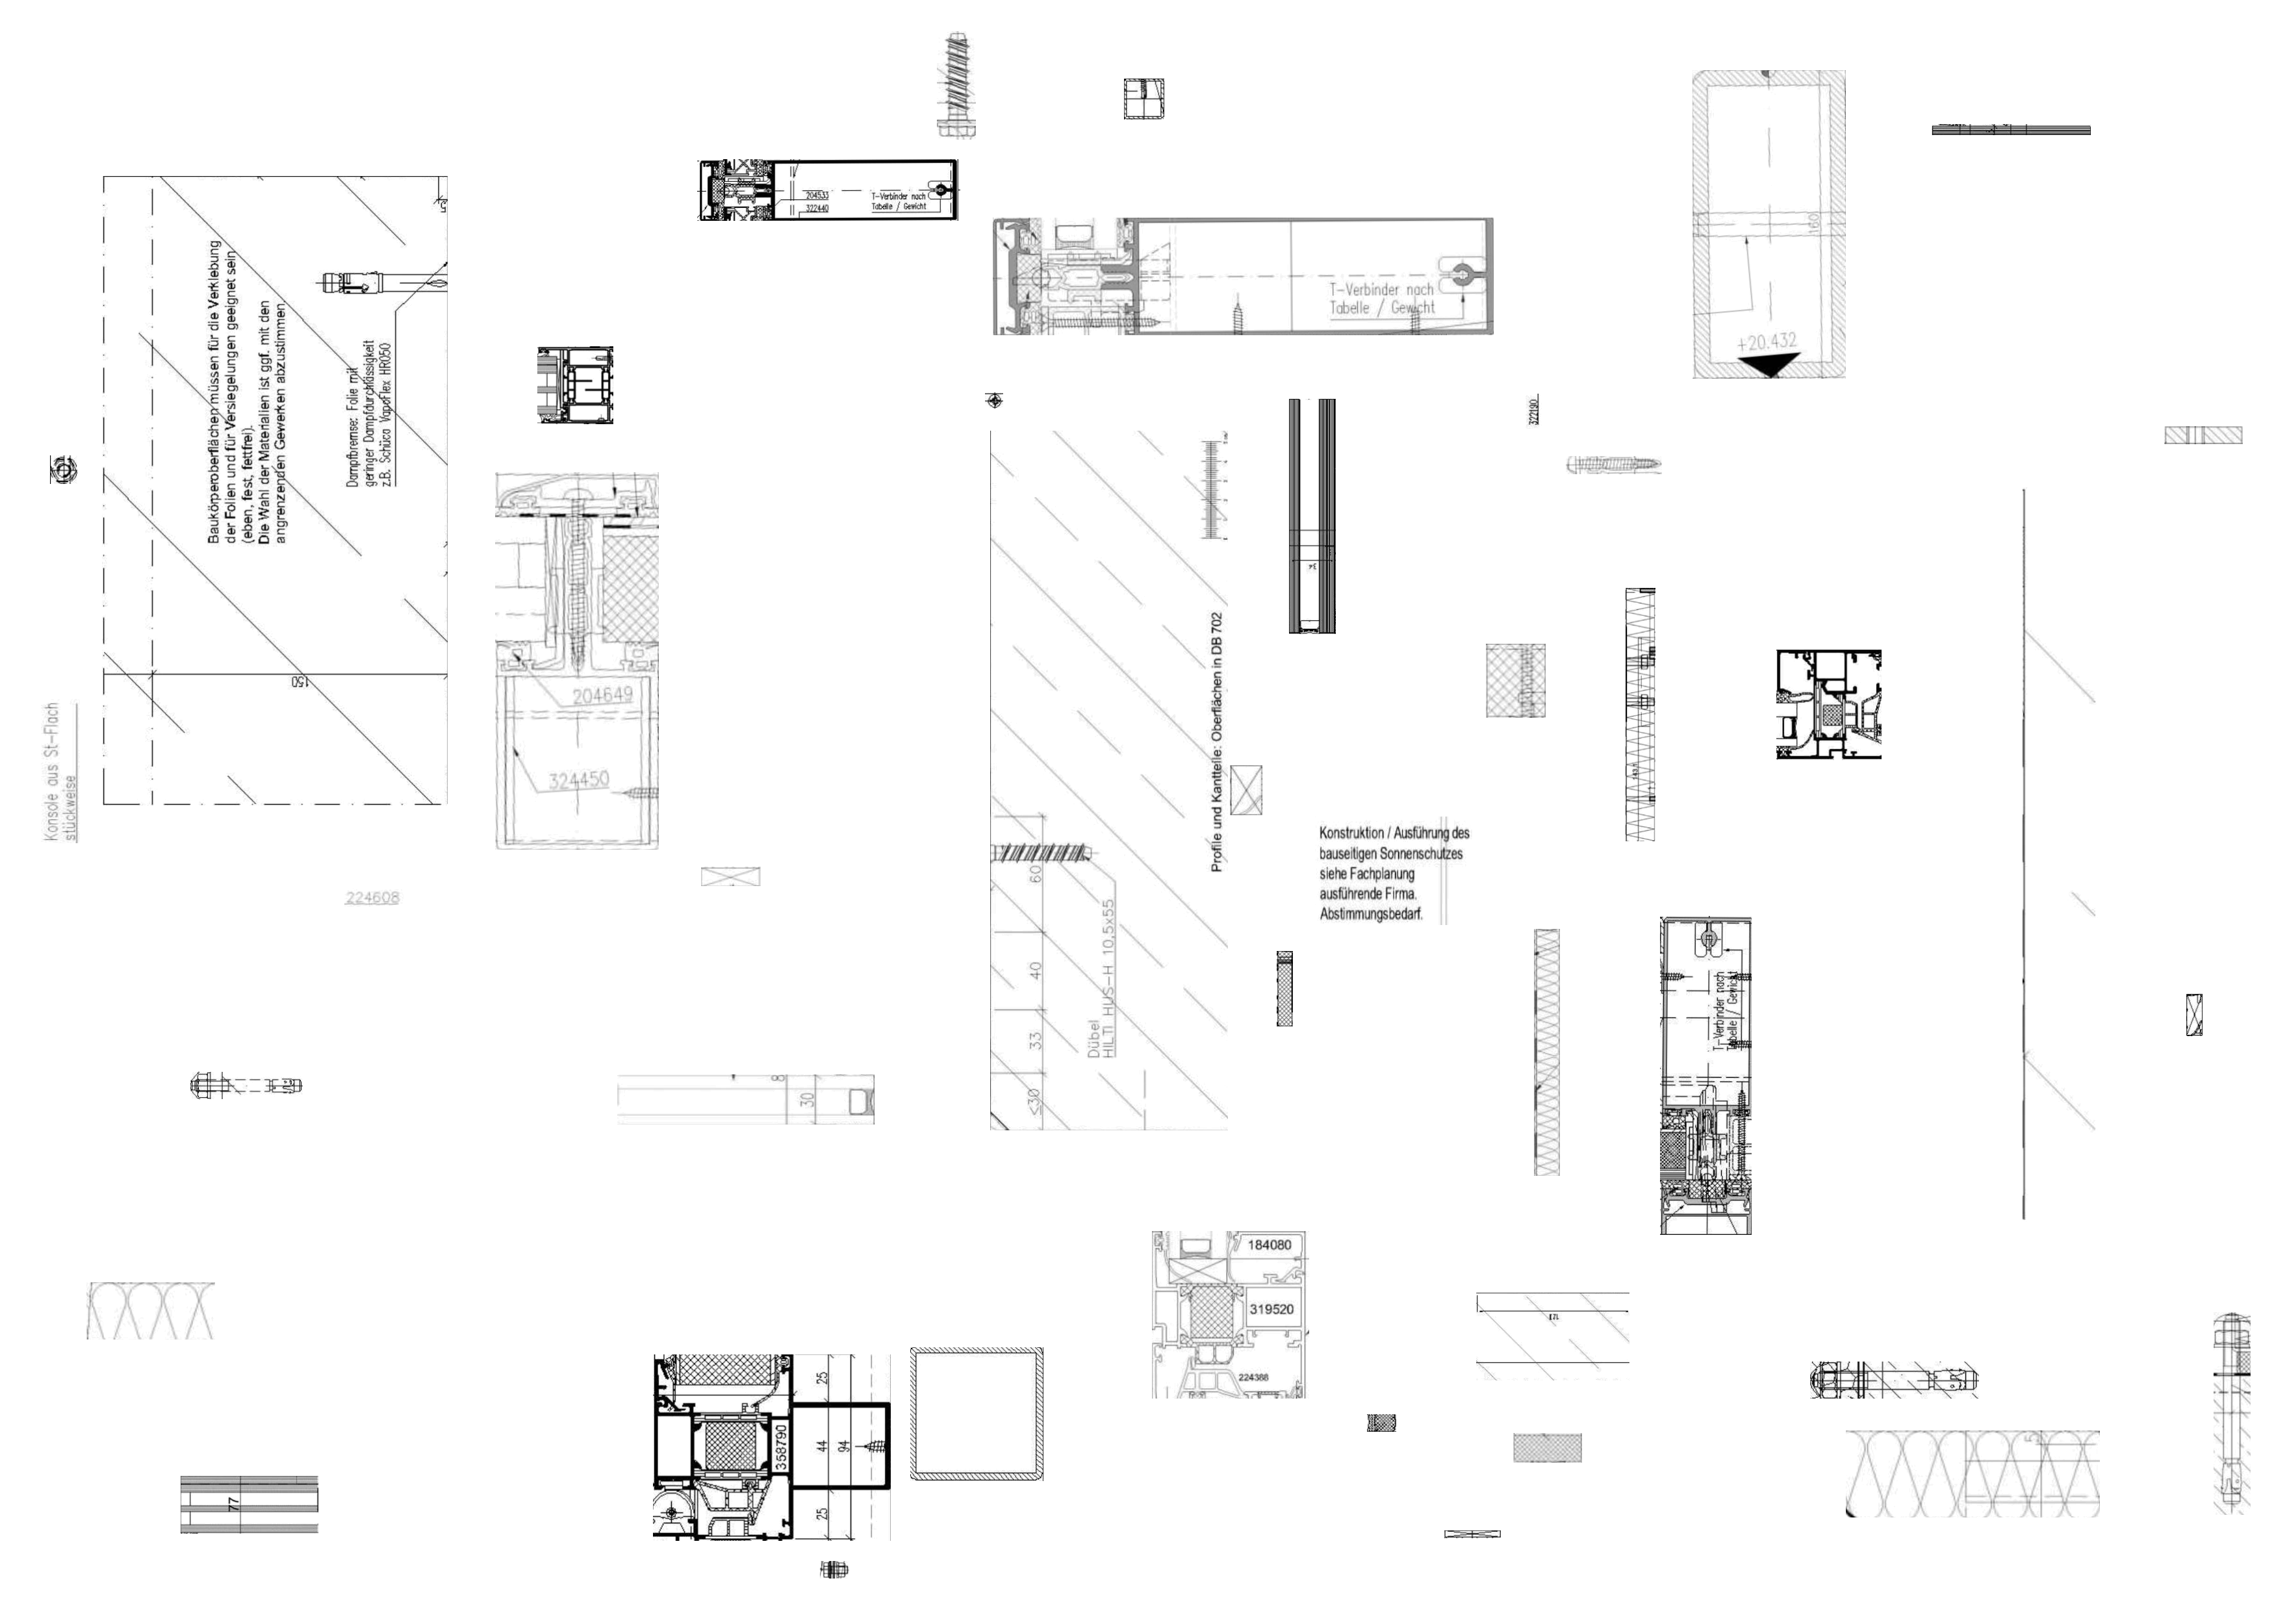 204533
322440
T-Verbinder nach
Tabelle / Gewicht
T-Verbinder nach
Tabelle / Gewicht
160
+20.432
Baukörperoberflächen müssen für die Verklebung
der Folien und für Versiegelungen geeignet sein
(eben, fest, fettfrei).
Die Wahl der Materialien ist ggf. mit den
angrenzenden Gewerken abzustimmen.
Dampfbremse: Folie mit
geringer Dampfdurchlässigkeit
z.B. Schüco VapoFlex HR050
150
322190
34
Konsole aus St-Flach
stückweise
204649
324450
224608
Profile und Kantteile: Oberflächen in DB 702
60
40
33
≤30
Dübel
HILTI HUS-H 10,5x55
Konstruktion / Ausführung des
bauseitigen Sonnenschutzes
siehe Fachplanung
ausführende Firma.
Abstimmungsbedarf.
T-Verbinder nach
Tabelle / Gewicht
8
30
184080
319520
224388
358790
25
44
94
25
77
5